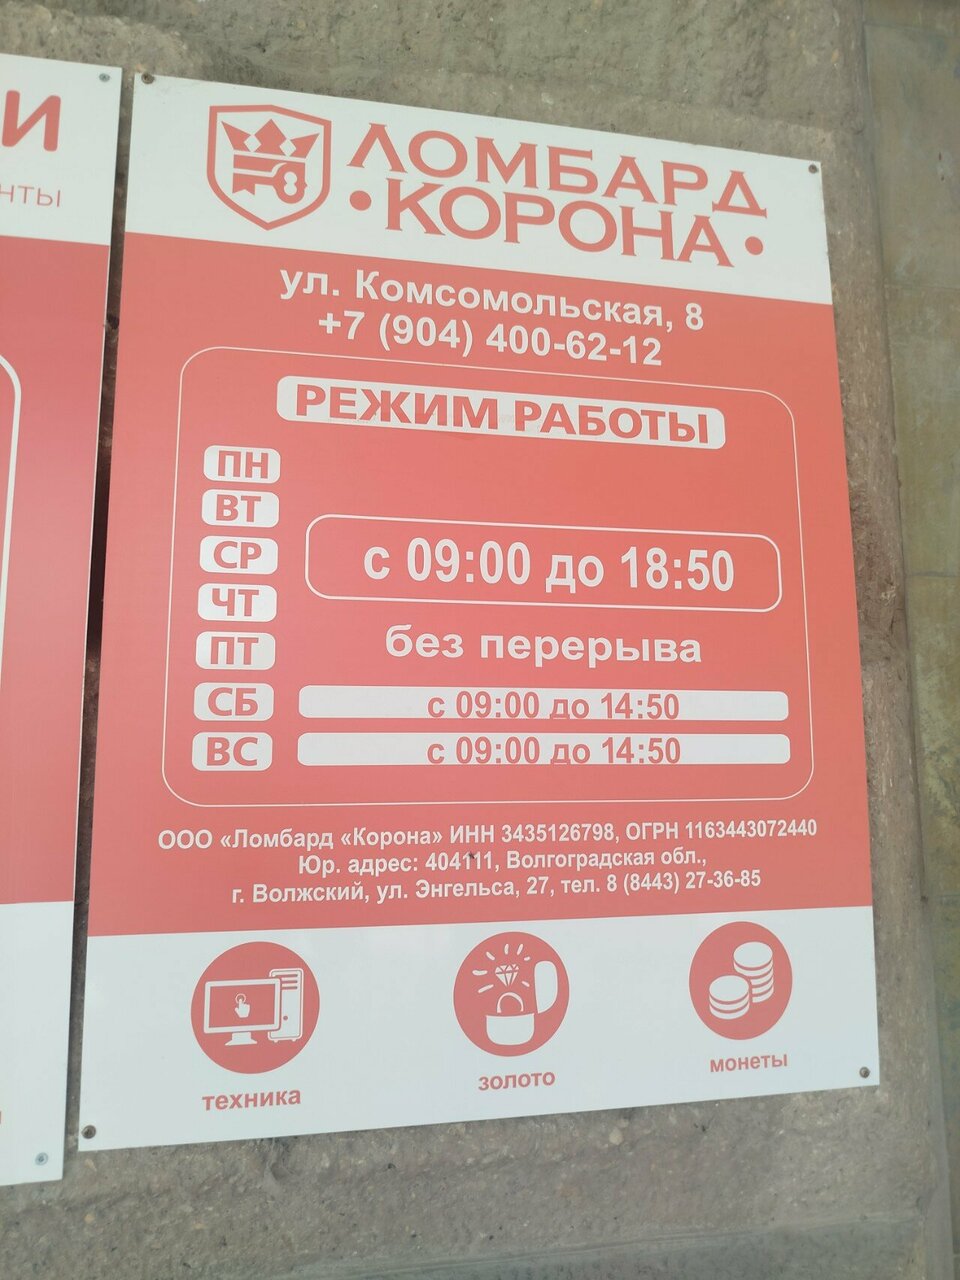 И
нты
ЛОМБАРД
•КОРОНА•
ул. Комсомольская, 8
+7 (904) 400-62-12
РЕЖИМ РАБОТЫ
ПН
ВТ
СР
ЧТ
ПТ
с 09:00 до 18:50
без перерыва
СБ с 09:00 до 14:50
ВС с 09:00 до 14:50
ООО «Ломбард «Корона» ИНН 3435126798, ОГРН 1163443072440
Юр. адрес: 404111, Волгоградская обл.,
г. Волжский, ул. Энгельса, 27, тел. 8 (8443) 27-36-85
техника
золото
монеты